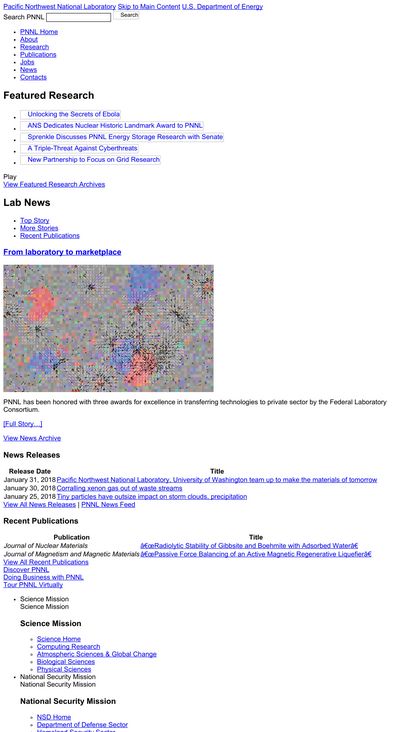 Pacific Northwest National Laboratory Skip to Main Content U.S. Department of Energy
Search PNNL Search
PNNL Home
About
Research
Publications
Jobs
News
Contacts
Featured Research
Unlocking the Secrets of Ebola
ANS Dedicates Nuclear Historic Landmark Award to PNNL
Sprenkle Discusses PNNL Energy Storage Research with Senate
A Triple-Threat Against Cyberthreats
New Partnership to Focus on Grid Research
Play
View Featured Research Archives
Lab News
Top Story
More Stories
Recent Publications
From laboratory to marketplace
PNNL has been honored with three awards for excellence in transferring technologies to private sector by the Federal Laboratory
Consortium.
[Full Story....]
View News Archive
News Releases
Release Date Title
January 31, 2018 Pacific Northwest National Laboratory, University of Washington team up to make the materials of tomorrow
January 30, 2018 Corralling xenon gas out of waste streams
January 25, 2018 Tiny particles have outsize impact on storm clouds, precipitation
View All News Releases | PNNL News Feed
Recent Publications
Publication Title
Journal of Nuclear Materials â€œRadiolytic Stability of Gibbsite and Boehmite with Adsorbed Waterâ€
Journal of Magnetism and Magnetic Materials â€œPassive Force Balancing of an Active Magnetic Regenerative Liquefierâ€
View All Recent Publications
Discover PNNL
Doing Business with PNNL
Tour PNNL Virtually
Science Mission
Science Mission
Science Mission
Science Home
Computing Research
Atmospheric Sciences & Global Change
Biological Sciences
Physical Sciences
National Security Mission
National Security Mission
National Security Mission
NSD Home
Department of Defense Sector